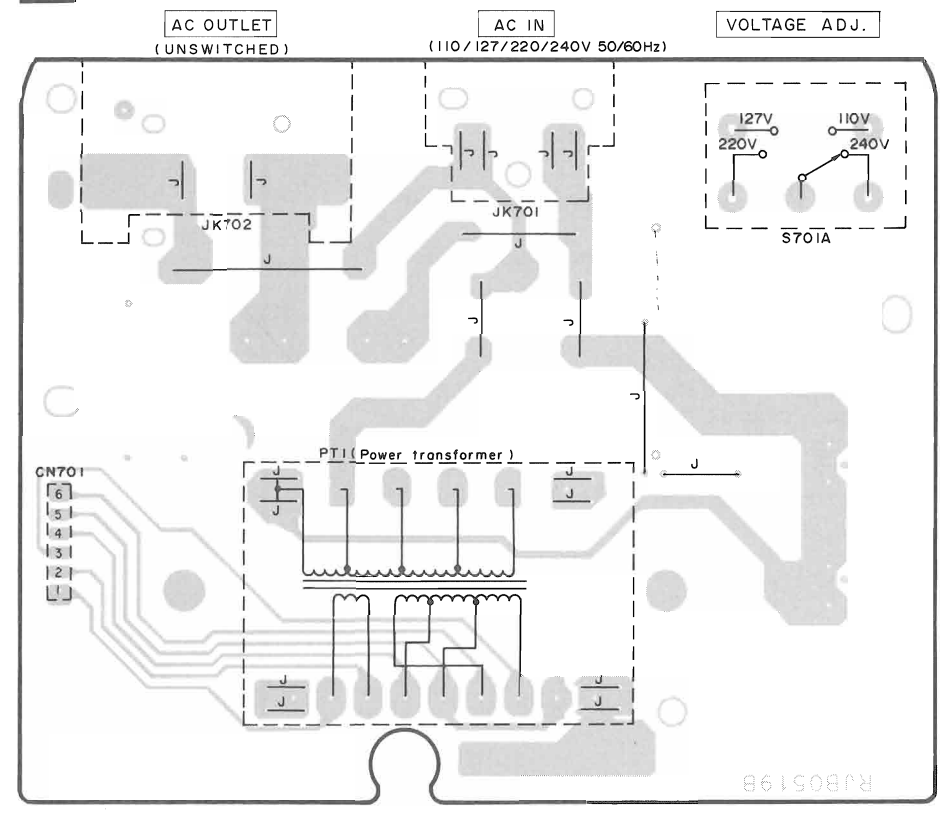 AC OUTLET
(UNSWITCHED)
AC IN
(110/127/220/240V 50/60Hz)
VOLTAGE ADJ.
127V
110V
220V
240V
J
J
J
J
J
J
JK702
JK701
S701A
J
J
J
J
J
J
PT1 (Power transformer)
CN701
6
5
4
3
2
1
J
J
J
J
J
J
J
J
RJB0519B